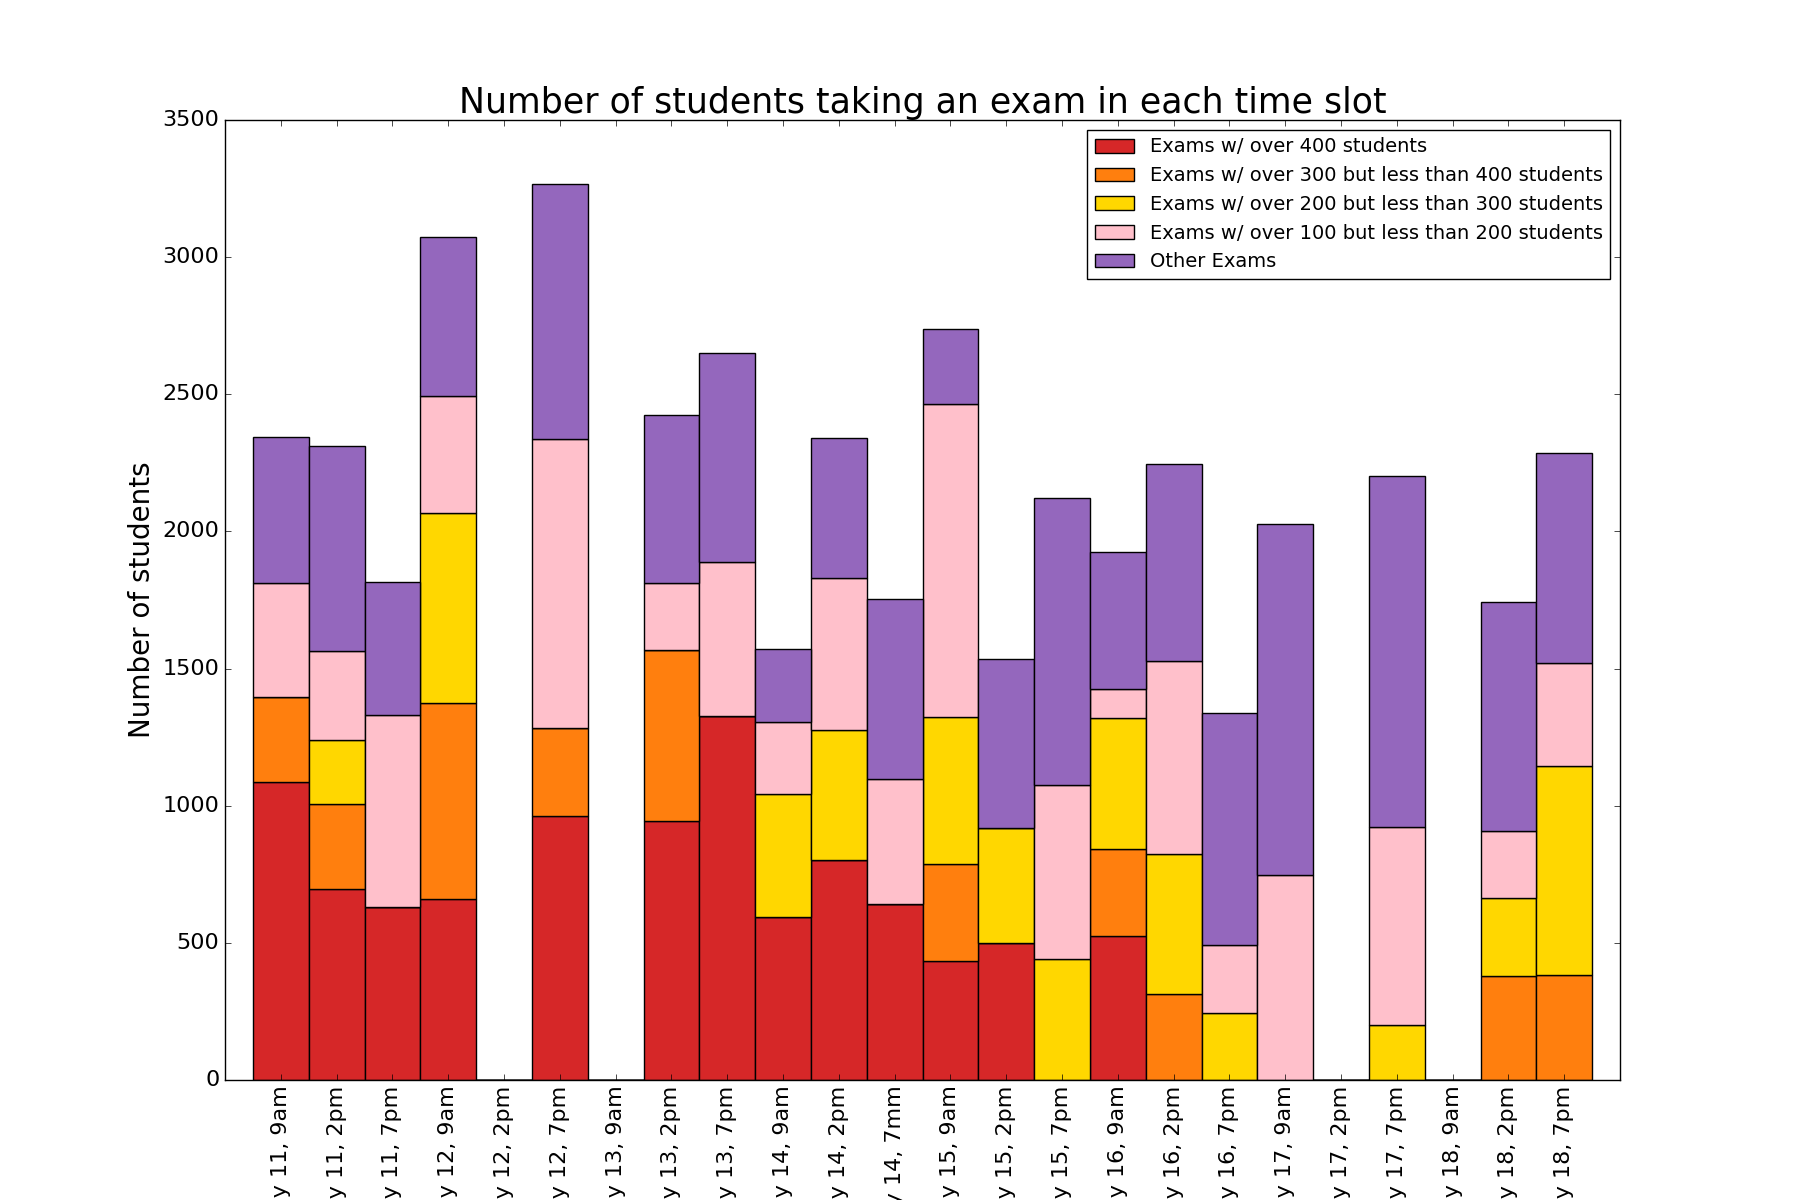 Number of students taking an exam in each time slot
Exams w/ over 400 students
Exams w/ over 300 but less than 400 students
Exams w/ over 200 but less than 300 students
Exams w/ over 100 but less than 200 students
Other Exams
Number of students
3500
3000
2500
2000
1500
1000
500
0
y 11, 9am
y 11, 2pm
y 11, 7pm
y 12, 9am
y 12, 2pm
y 12, 7pm
y 13, 9am
y 13, 2pm
y 13, 7pm
y 14, 9am
y 14, 2pm
y 14, 7mm
y 15, 9am
y 15, 2pm
y 15, 7pm
y 16, 9am
y 16, 2pm
y 16, 7pm
y 17, 9am
y 17, 2pm
y 17, 7pm
y 18, 9am
y 18, 2pm
y 18, 7pm